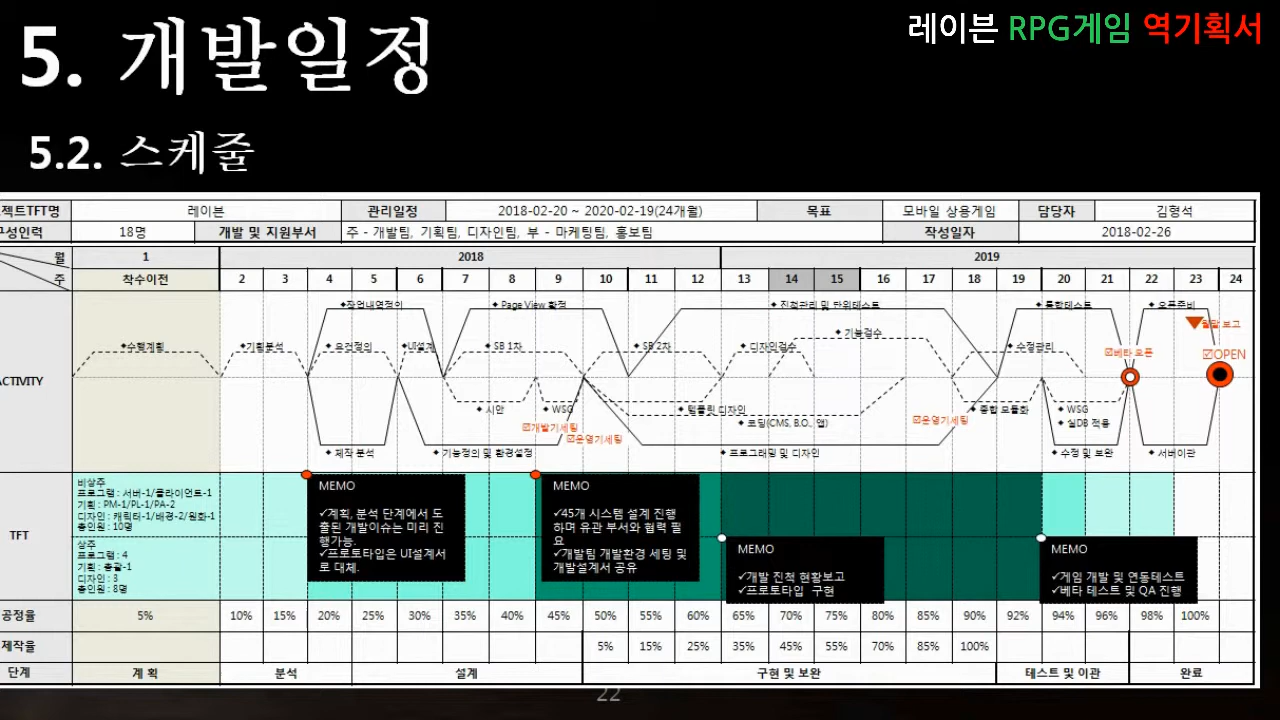 5. 개발일정
레이븐 RPG게임 역기획서
5.2. 스케줄
젝트TFT명 레이븐 관리일정 2018-02-20 ~ 2020-02-19(24개월) 목표 모바일 상용게임 담당자 김형석
구성인력 18명 개발 및 지원부서 주 - 개발팀, 기획팀, 디자인팀, 부 - 마케팅팀, 홍보팀 작성일자 2018-02-26
월 1 2018 2019
주 착수이전 2 3 4 5 6 7 8 9 10 11 12 13 14 15 16 17 18 19 20 21 22 23 24
작업내역정의 Page View 확정 진척관리 및 단위테스트 통합테스트 오픈준비
월말 보고
기능검수
수행계획 기획분석 요건정의 UI설계 SB 1차 SB 2차 디자인검수 수정관리 ☑베타 오픈 ☑OPEN
CTIVITY
시안 WSG 템플릿 디자인 종합 모듈화 WSG
☑개발기세팅 코딩(CMS, B.O., 앱) ☑운영기세팅 실DB 적용
☑운영기세팅
제작 분석 기능정의 및 환경설정 프로그래밍 및 디자인 수정 및 보완 서버이관
TFT
비상주
프로그램 : 서버-1/클라이언트-1
기획 : PM-1/PL-1/PA-2
디자인 : 캐릭터-1/배경-2/원화-1
총인원 : 10명
상주
프로그램 : 4
기획 : 총괄-1
디자인 : 3
총인원 : 8명
MEMO
✓계획, 분석 단계에서 도
출된 개발이슈는 미리 진
행가능.
✓프로토타입은 UI설계서
로 대체.
MEMO
✓45개 시스템 설계 진행
하며 유관 부서와 협력 필
요
✓개발팀 개발환경 세팅 및
개발설계서 공유
MEMO
✓개발 진척 현황보고
✓프로토타입 구현
MEMO
✓게임 개발 및 연동테스트
✓베타 테스트 및 QA 진행
공정율 5% 10% 15% 20% 25% 30% 35% 40% 45% 50% 55% 60% 65% 70% 75% 80% 85% 90% 92% 94% 96% 98% 100%
제작율 5% 15% 25% 35% 45% 55% 70% 85% 100%
단계 계 획 분석 설계 구현 및 보완 테스트 및 이관 완료
22